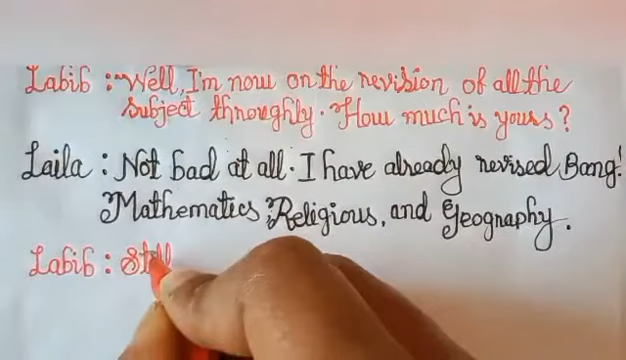 Labib : Well, I'm now on the revision of all the
subject throughly. How much is yours?
Laila : Not bad at all. I have already revised, Bang!
Mathematics, Religious, and Geography.
Labib : Still